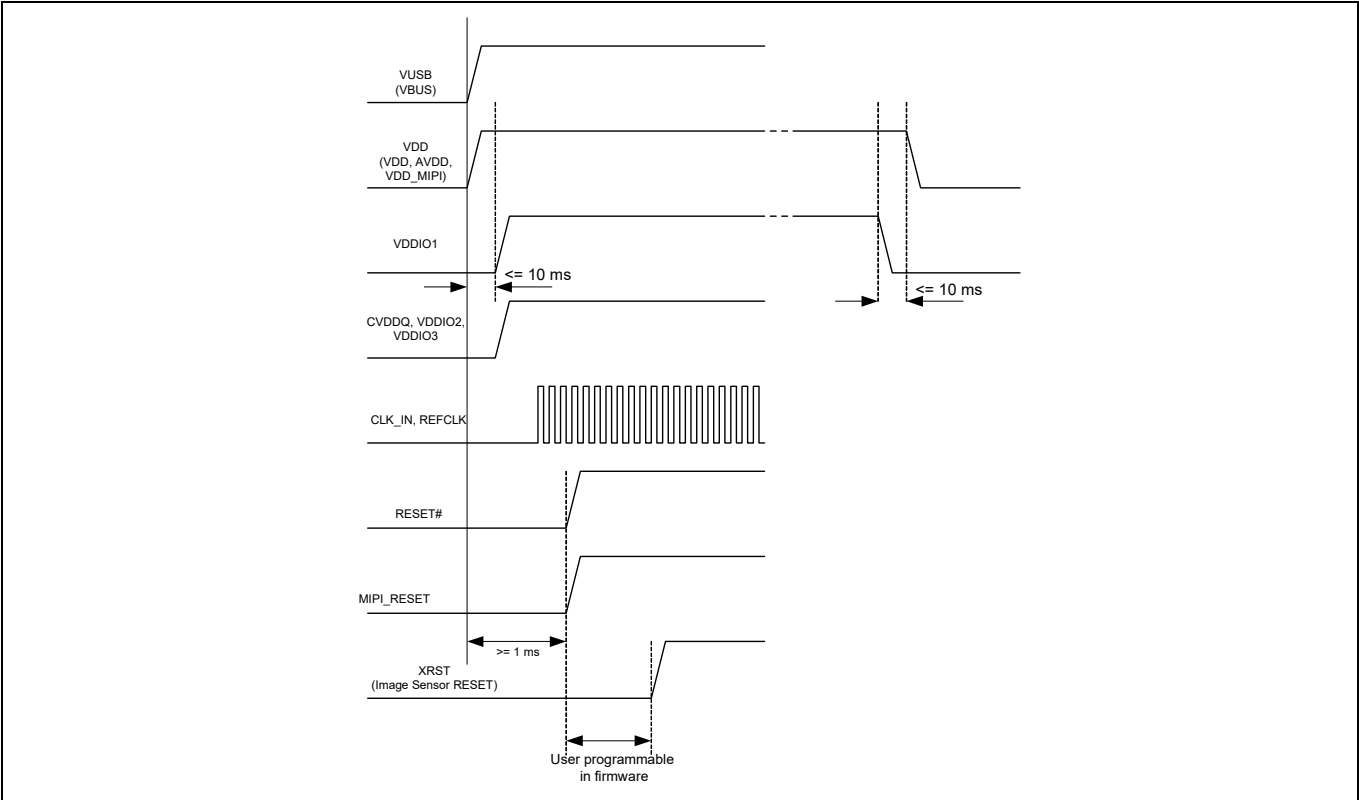 VUSB
(VBUS)
VDD
(VDD, AVDD,
VDD_MIPI)
VDDIO1
<= 10 ms
<= 10 ms
CVDDQ, VDDIO2,
VDDIO3
CLK_IN, REFCLK
RESET#
MIPI_RESET
>= 1 ms
XRST
(Image Sensor RESET)
User programmable
in firmware